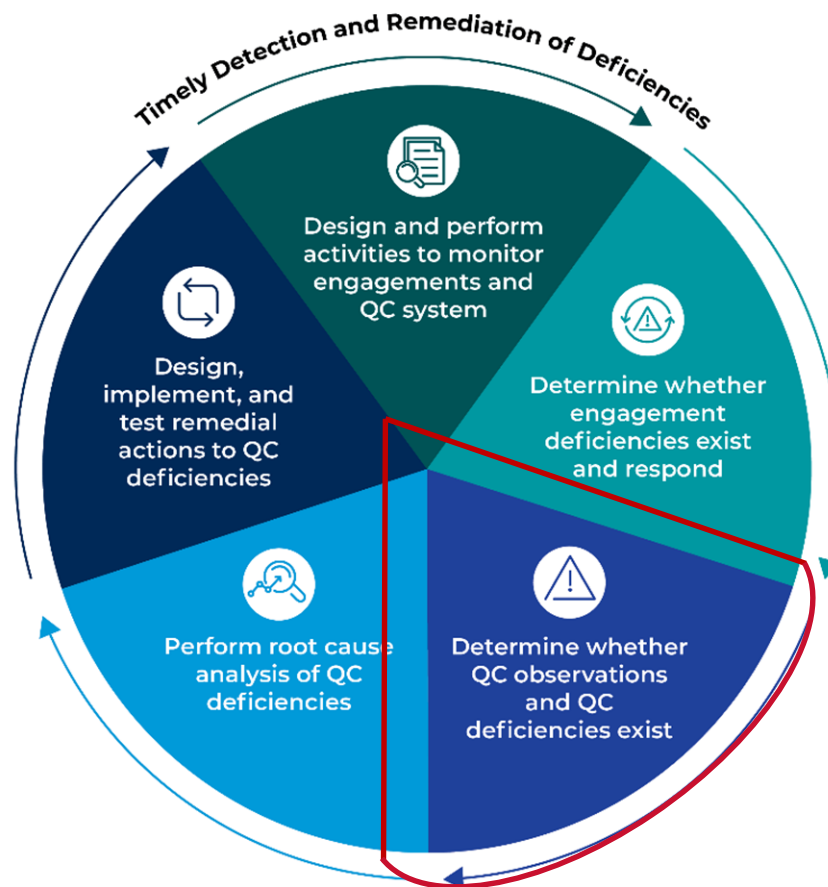 Timely Detection and Remediation of Deficiencies
Design and perform
activities to monitor
engagements and
QC system
Determine whether
engagement
deficiencies exist
and respond
Determine whether
QC observations
and QC
deficiencies exist
Perform root cause
analysis of QC
deficiencies
Design,
implement, and
test remedial
actions to QC
deficiencies